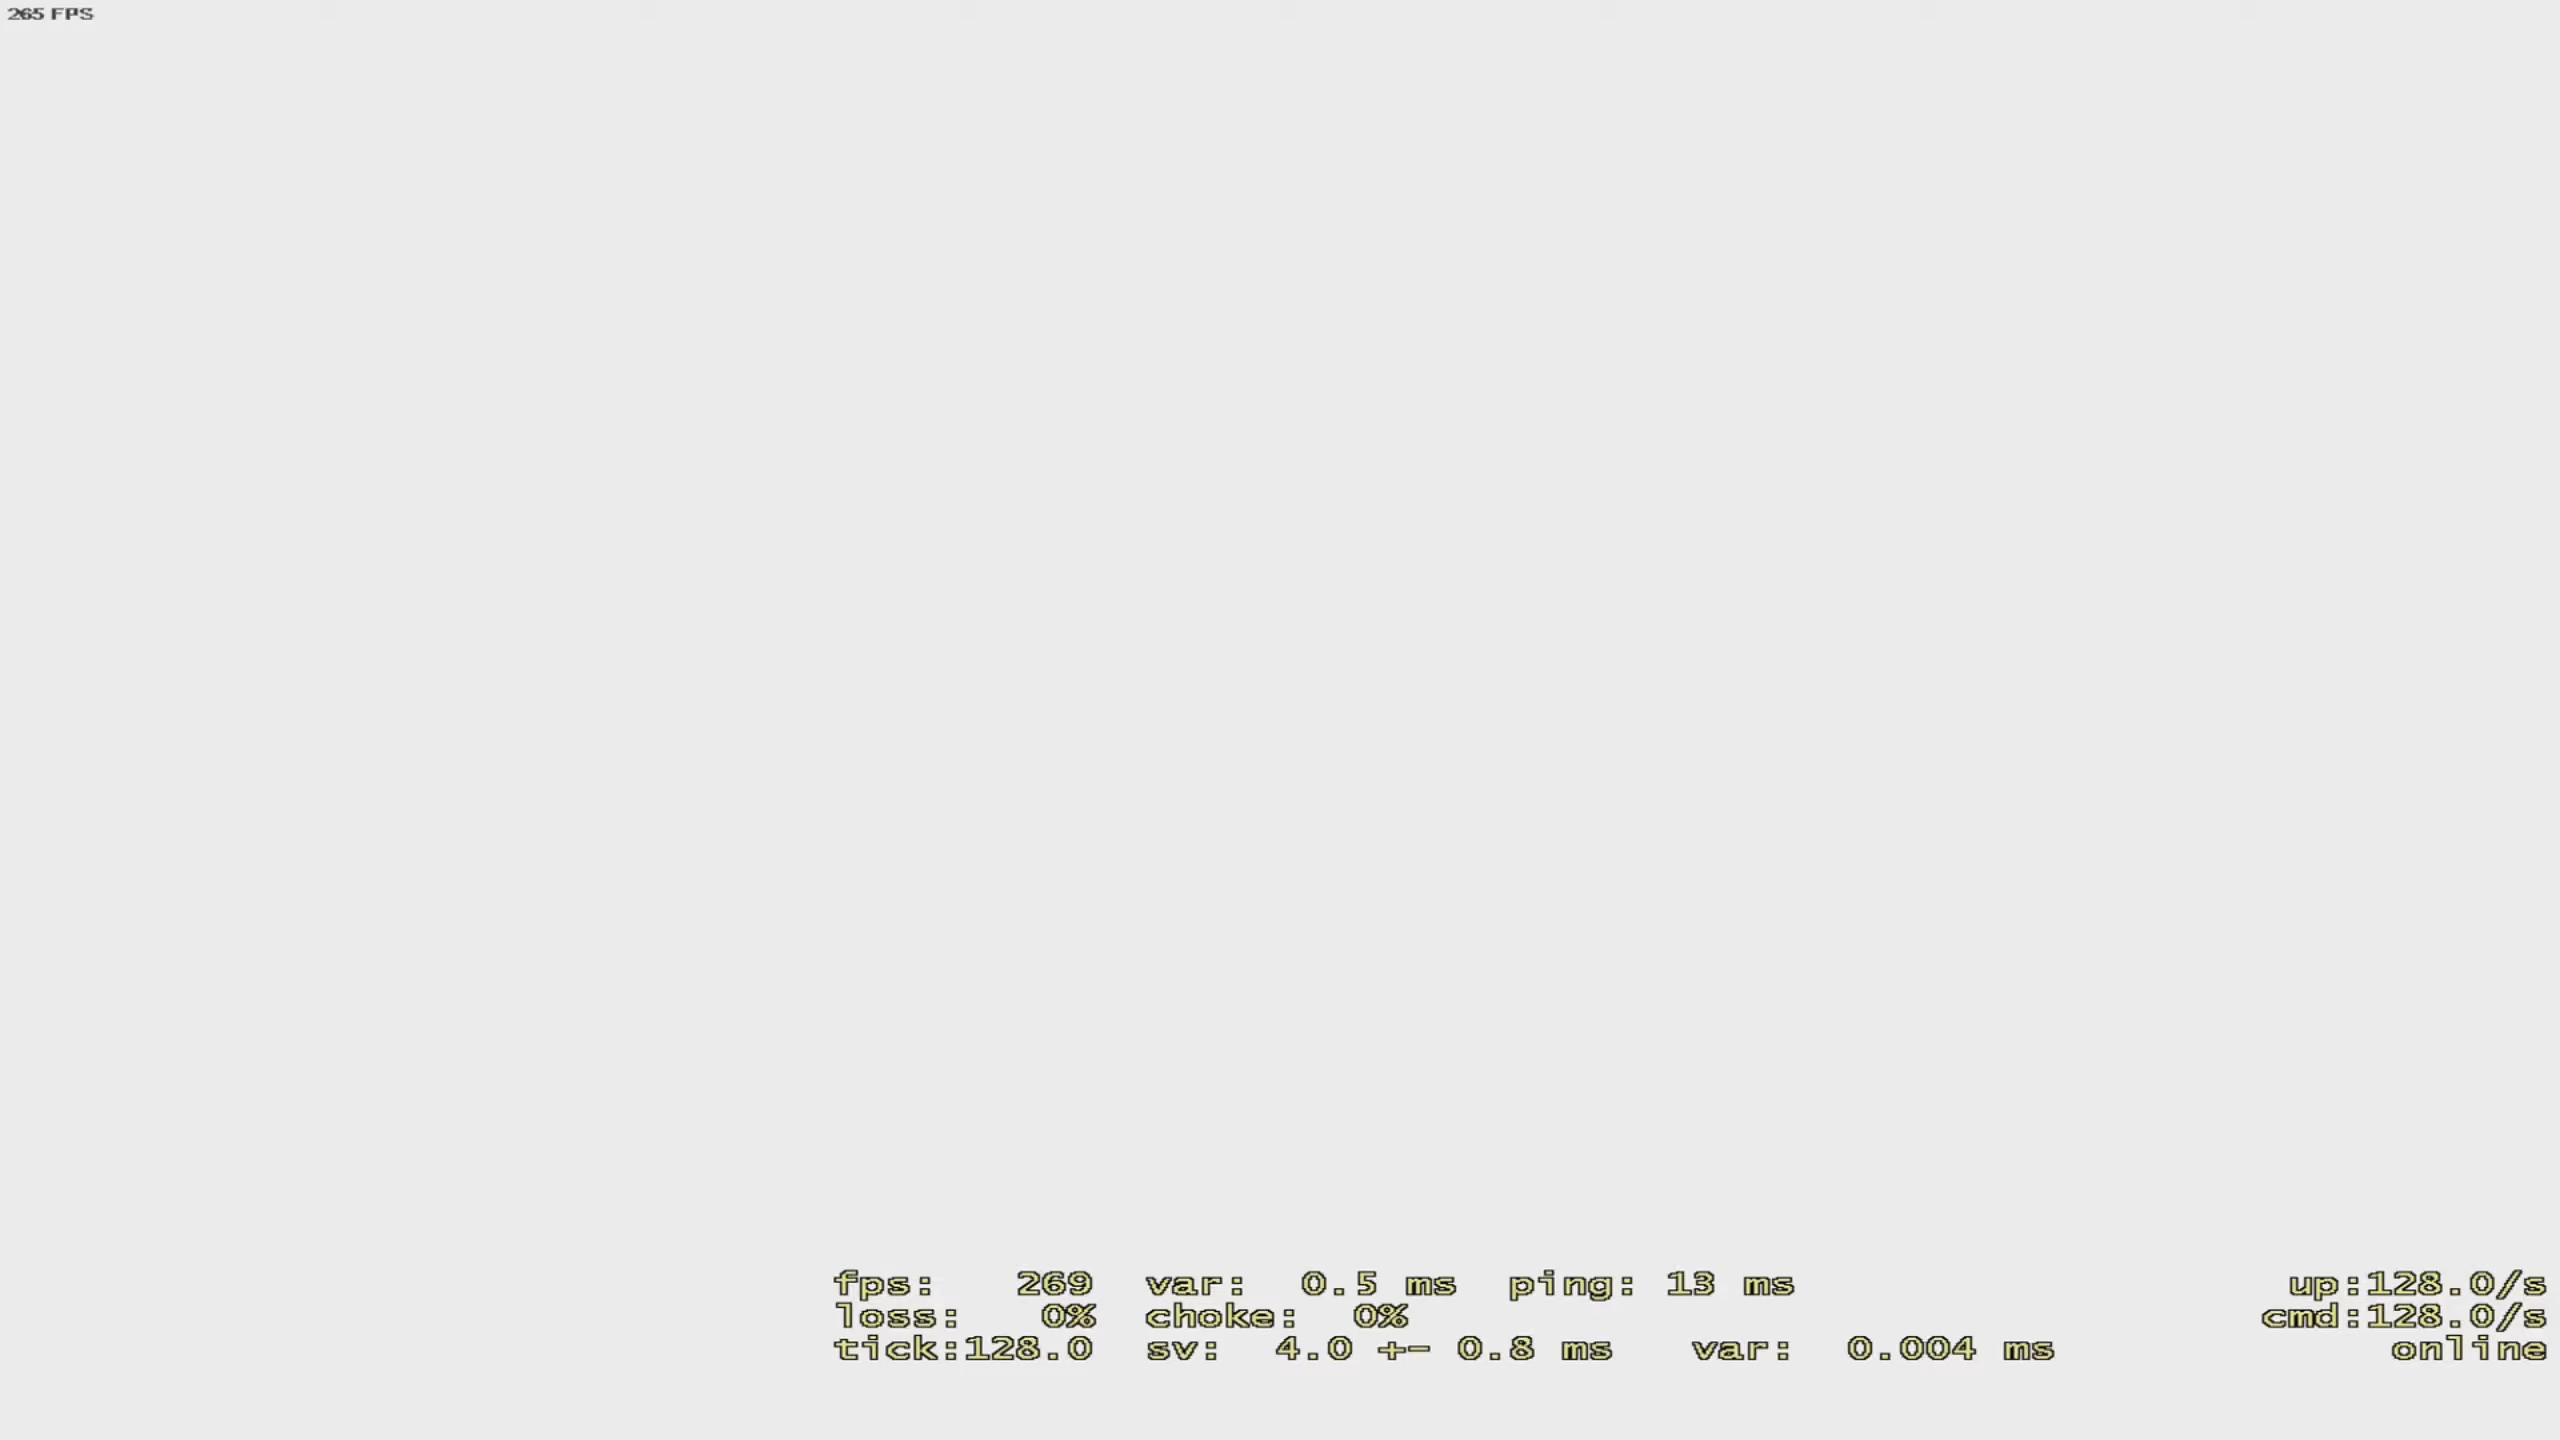 265 FPS
fps: 269 var: 0.5 ms ping: 13 ms up:128.0/s
loss: 0% choke: 0% cmd:128.0/s
tick:128.0 sv: 4.0 +- 0.8 ms var: 0.004 ms online